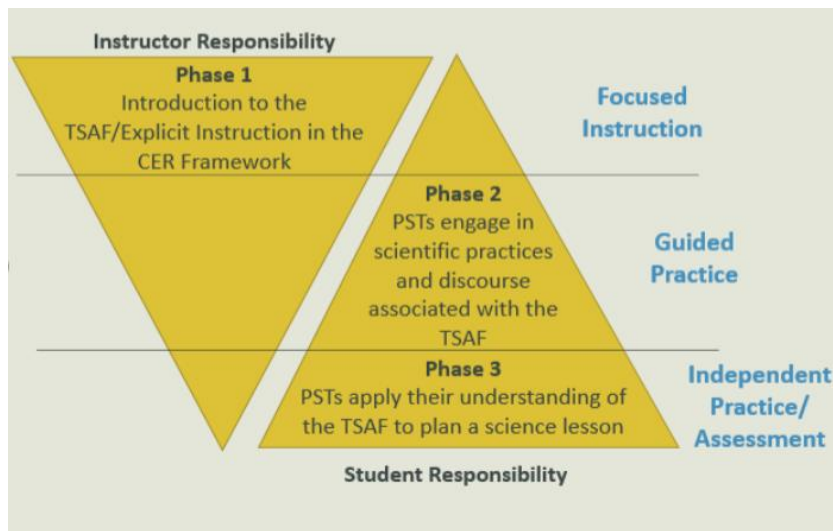 Instructor Responsibility
Phase 1
Introduction to the
TSAF/Explicit Instruction in the
CER Framework
Focused
Instruction
Phase 2
PSTs engage in
scientific practices
and discourse
associated with the
TSAF
Guided
Practice
Phase 3
PSTs apply their understanding of
the TSAF to plan a science lesson
Independent
Practice/
Assessment
Student Responsibility